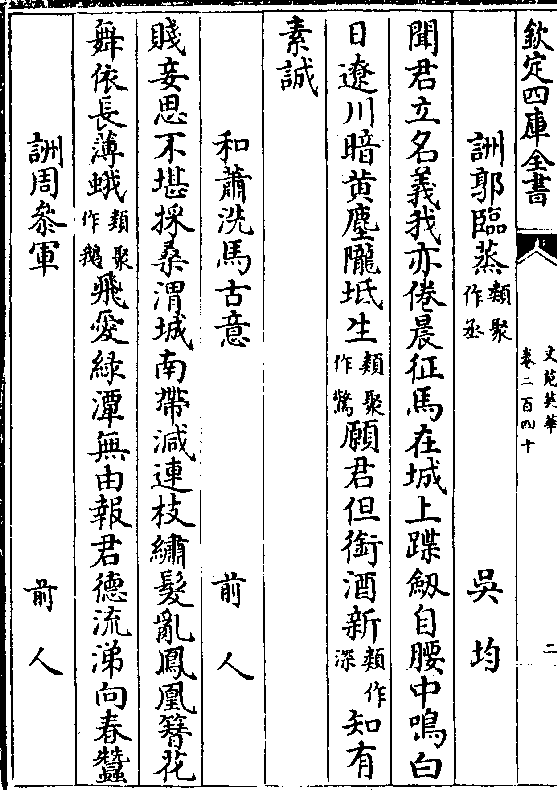 欽定四庫全書
文苑英華
卷二百四十
二
詶郭臨蒸類聚作丞
吳均
聞君立名義我亦倦晨征馬在城上蹀劒自腰中鳴白
日遼川暗黄塵隴坻生類聚作驚願君但銜酒新類作深知有
素誠
和蕭洗馬古意
前人
賤妾思不堪採桑渭城南帶減連枝繡髮亂鳳凰簪花
舞依長薄蛾類聚作鵝飛愛緑潭無由報君德流涕向春蠶
詶周叅軍
前人